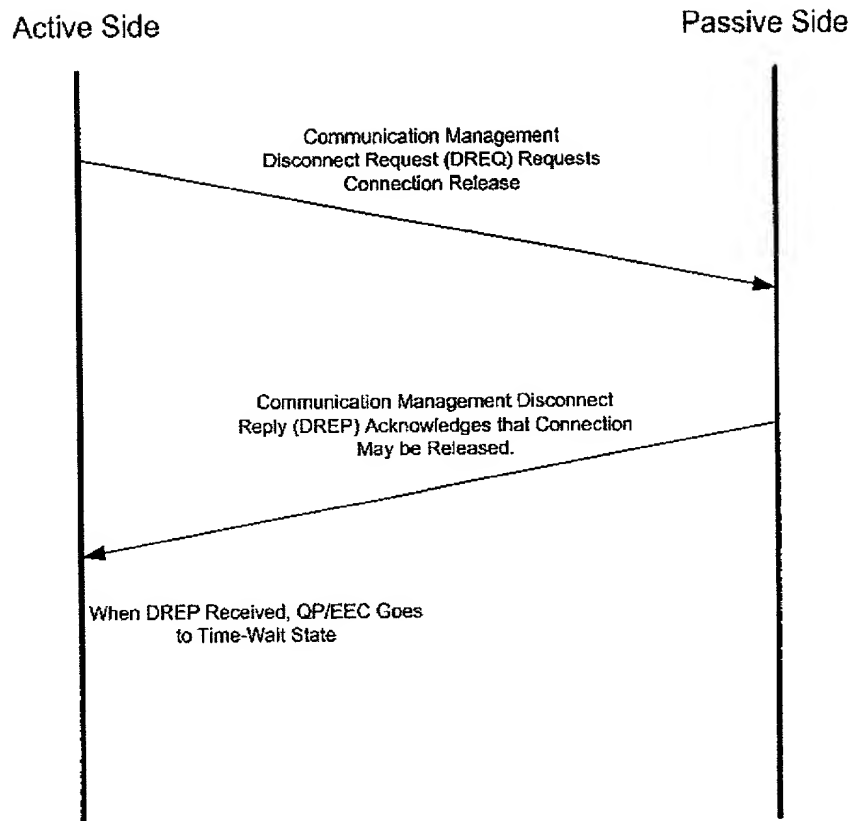 Active Side
Passive Side
Communication Management
Disconnect Request (DREQ) Requests
Connection Release
Communication Management Disconnect
Reply (DREP) Acknowledges that Connection
May be Released.
When DREP Received, QP/EEC Goes
to Time-Wait State